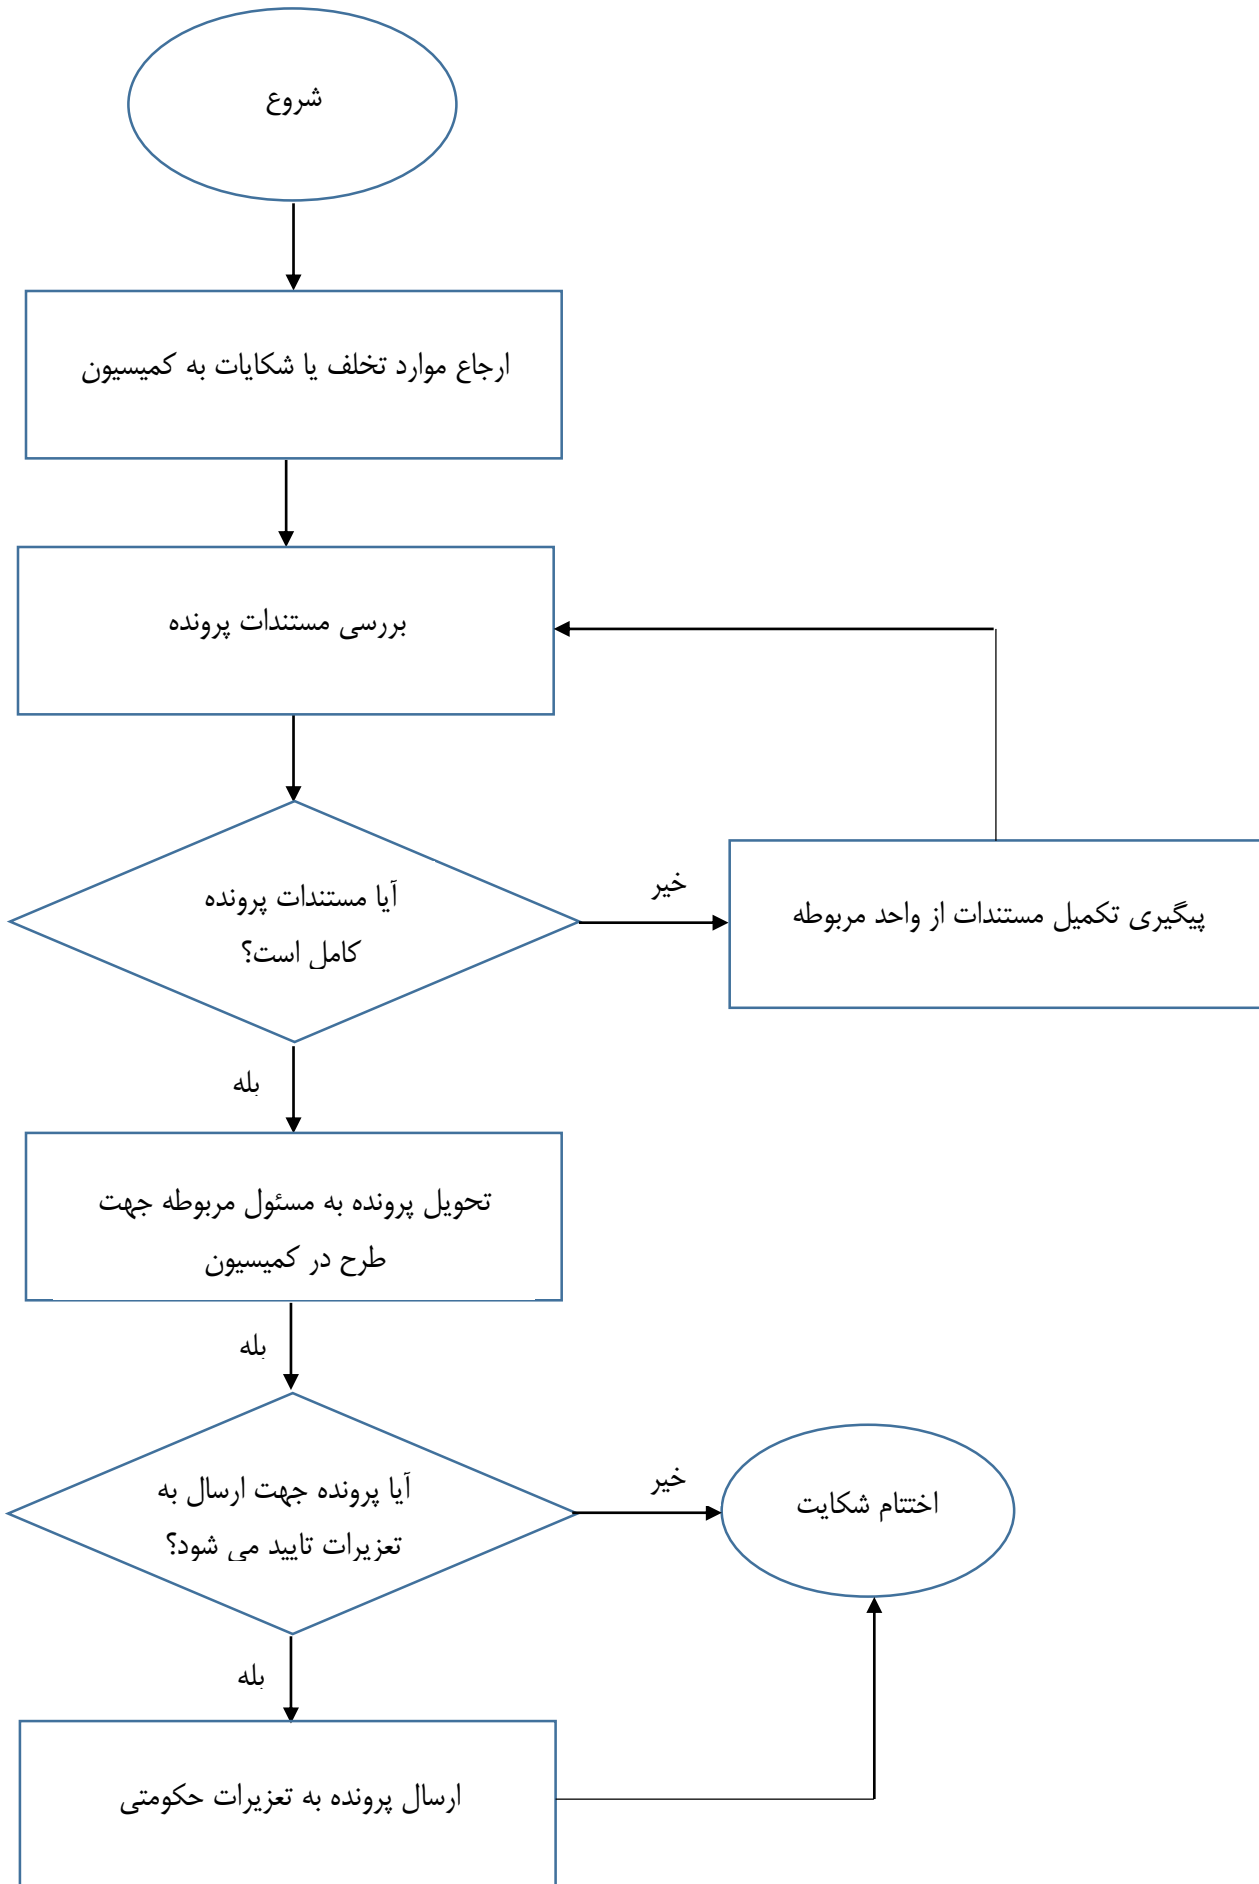 شروع
ارجاع موارد تخلف یا شکایات به کمیسیون
بررسی مستندات پرونده
آیا مستندات پرونده
کامل است؟
خیر
پیگیری تکمیل مستندات از واحد مربوطه
بله
تحویل پرونده به مسئول مربوطه جهت
طرح در کمیسیون
بله
آیا پرونده جهت ارسال به
تعزیرات تایید می شود؟
خیر
اختتام شکایت
بله
ارسال پرونده به تعزیرات حکومتی